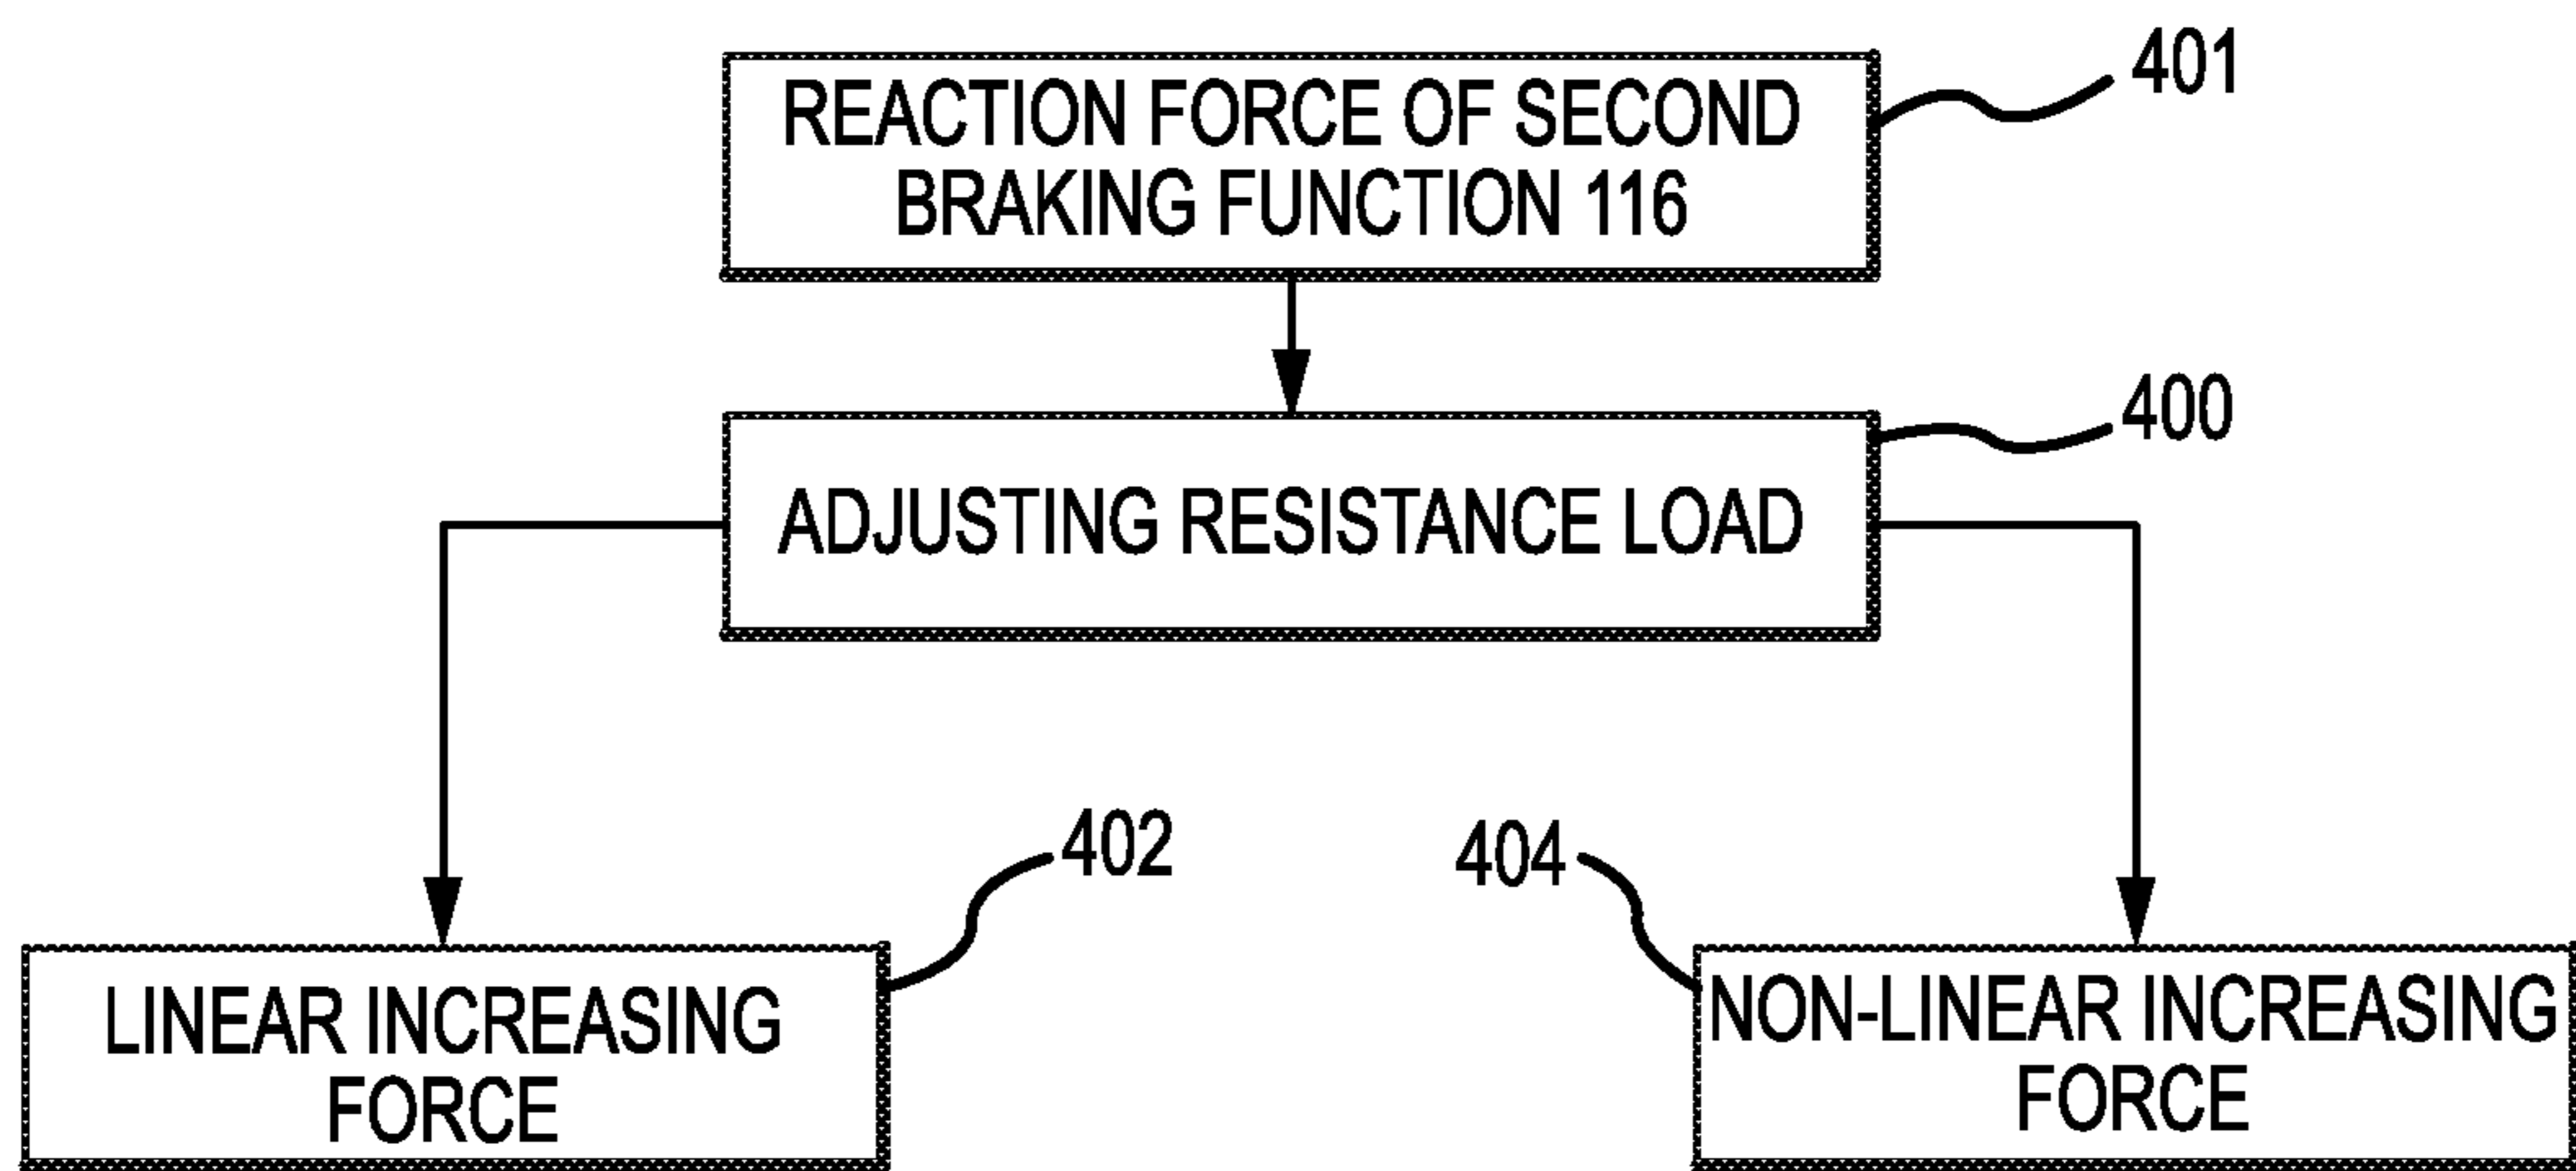 REACTION FORCE OF SECOND
BRAKING FUNCTION 116
401
ADJUSTING RESISTANCE LOAD
400
LINEAR INCREASING
FORCE
402
404
NON-LINEAR INCREASING
FORCE